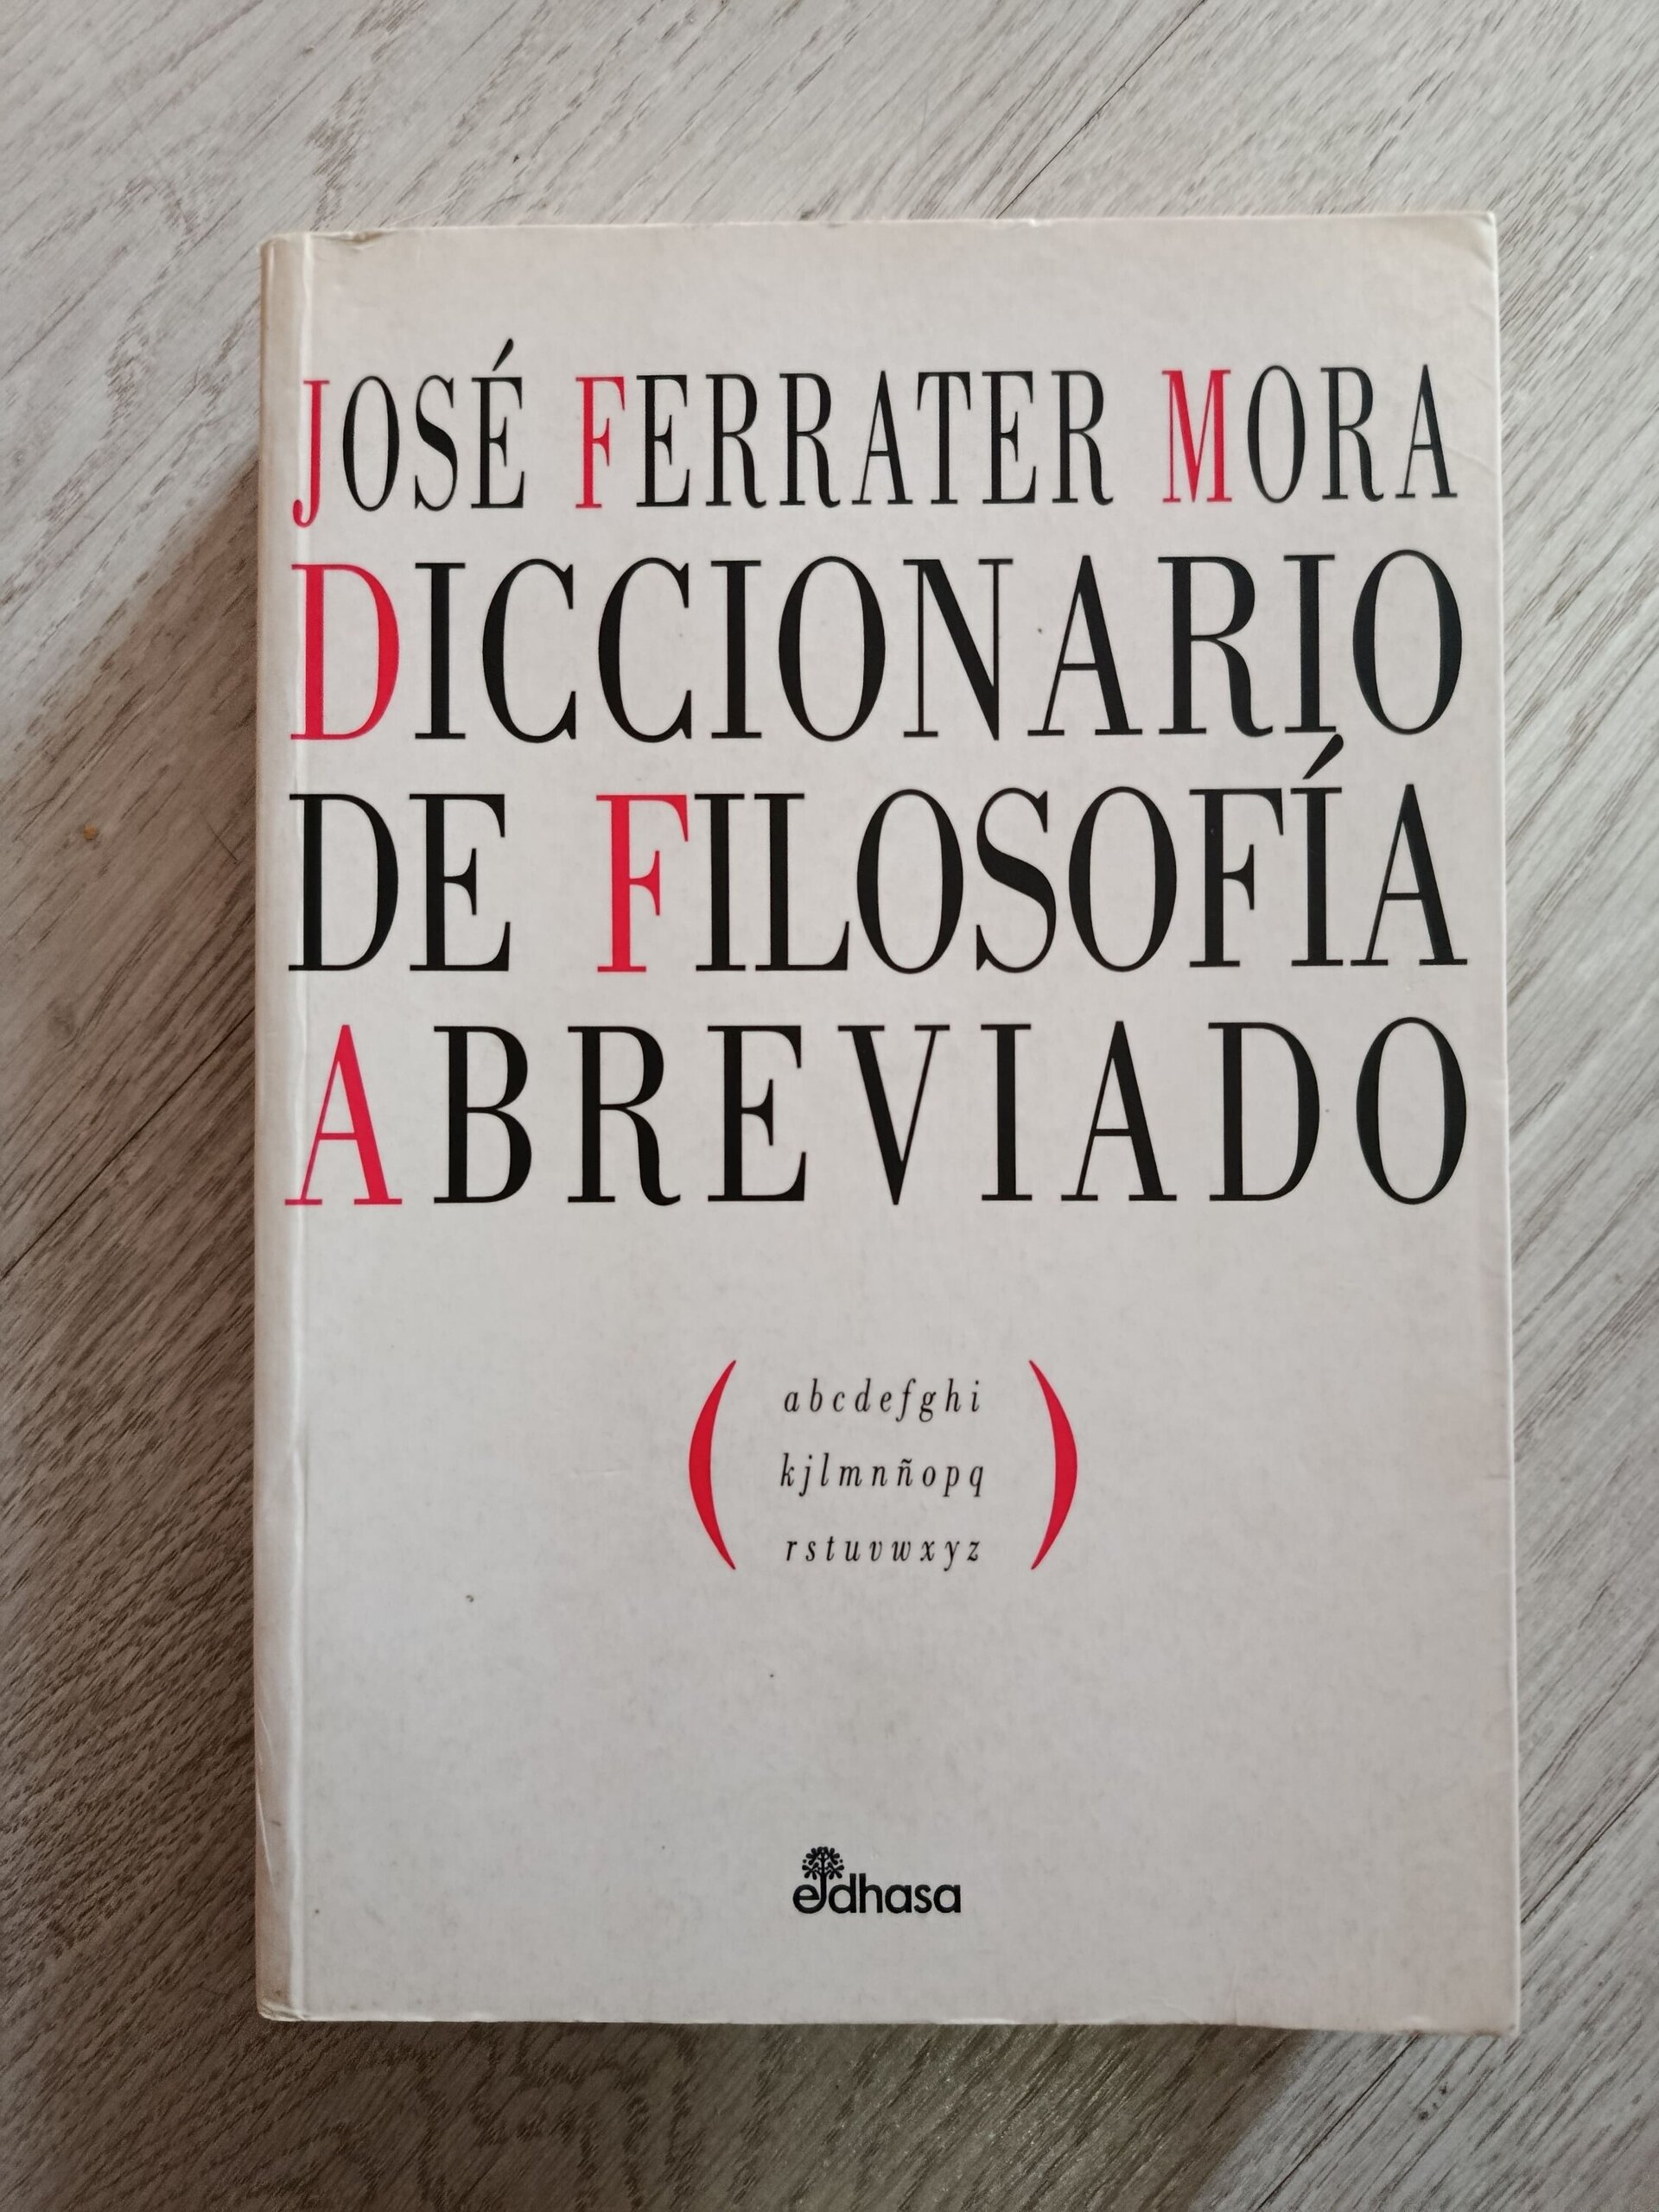 JOSÉ FERRATER MORA
DICCIONARIO
DE FILOSOFÍA
ABREVIADO
( abcdefghi
kjlmnñopq
rstuvwxyz )
edhasa